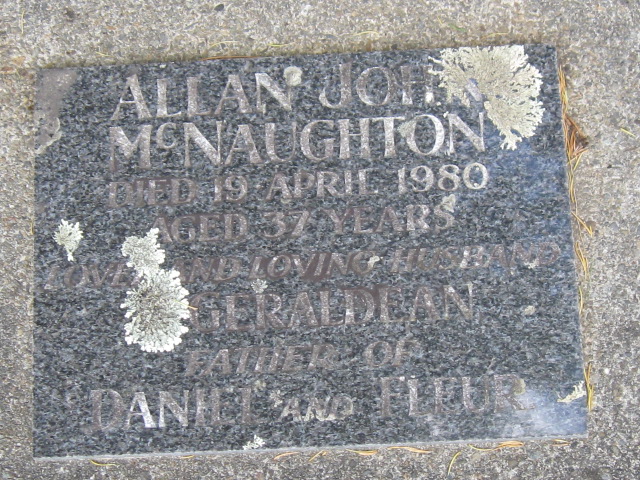 ALLAN JOHN
McNAUGHTON
DIED 19 APRIL 1980
AGED 37 YEARS
LOVED AND LOVING HUSBAND
GERALDEAN
FATHER OF
DANIEL AND FLEUR